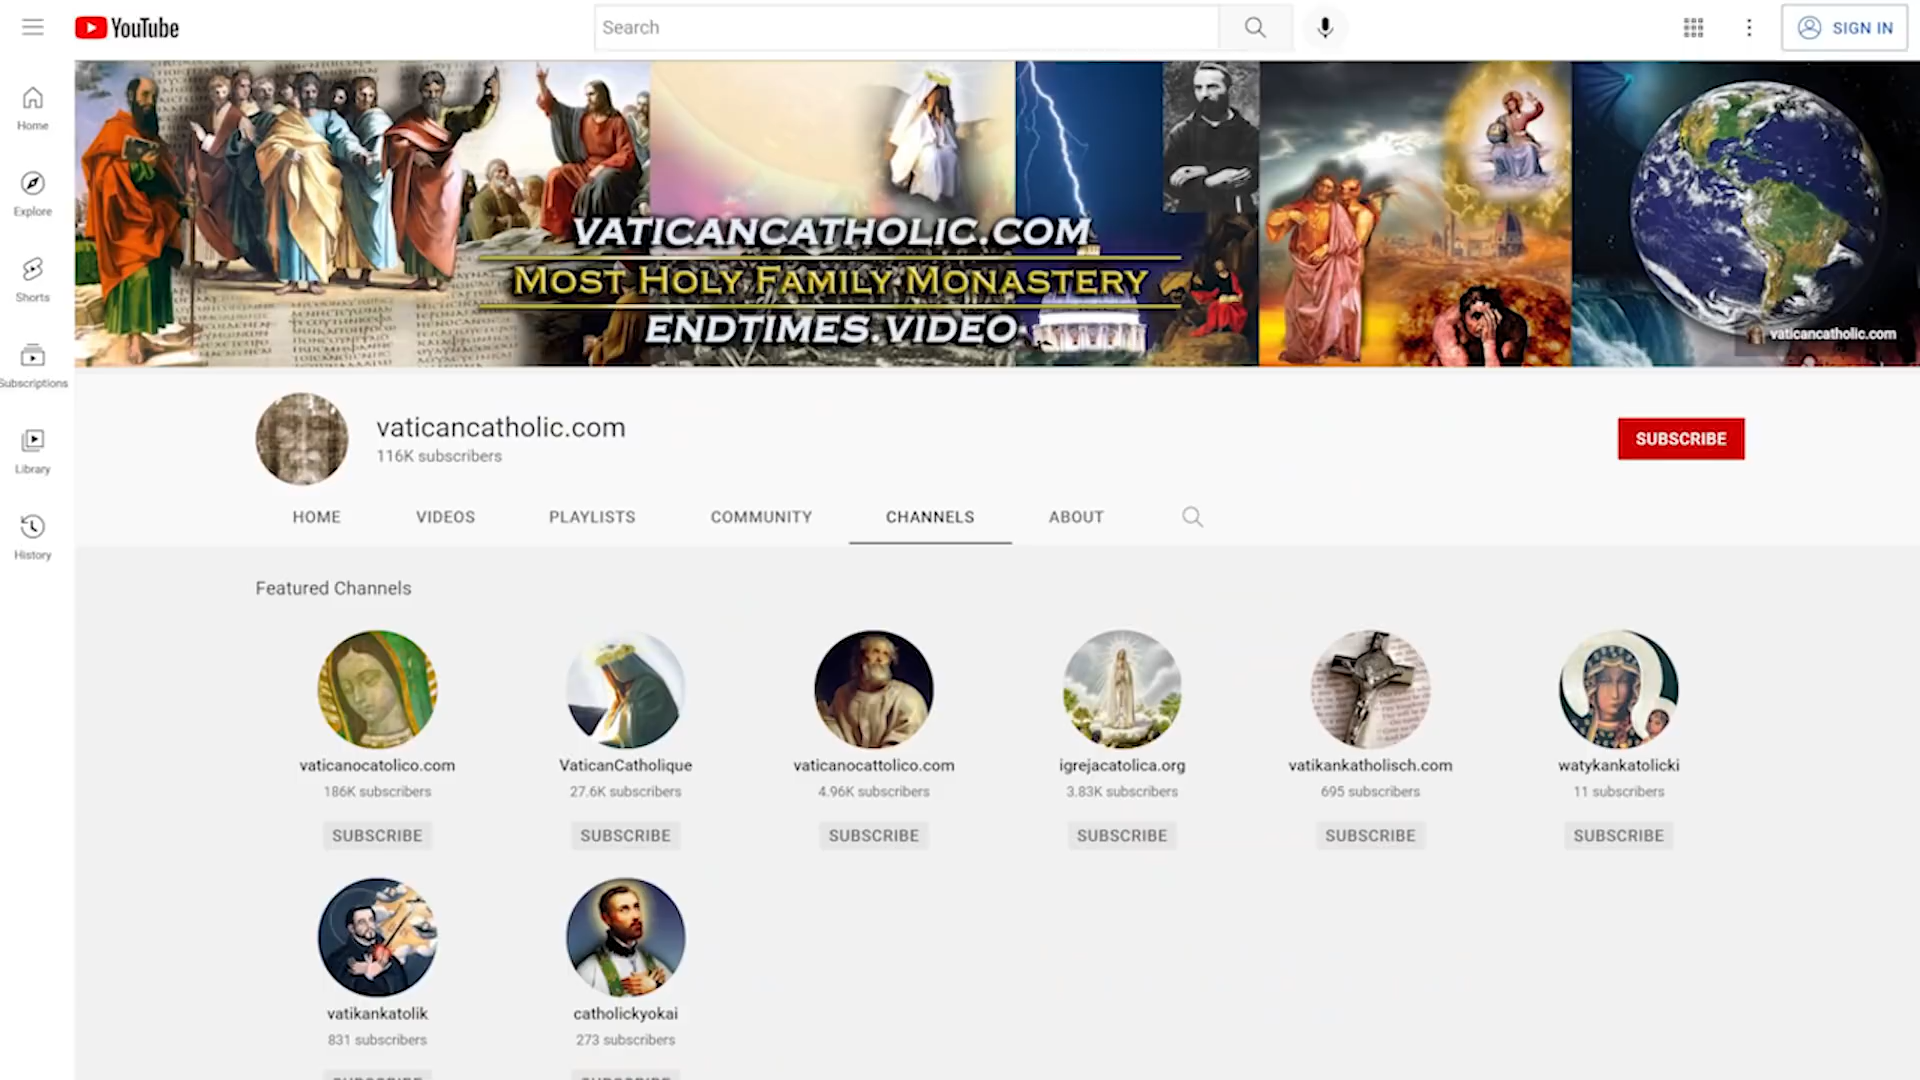 YouTube
Search
SIGN IN
Home
Explore
Shorts
Subscriptions
Library
History
VATICANCATHOLIC.COM
MOST HOLY FAMILY MONASTERY
ENDTIMES.VIDEO
vaticancatholic.com
vaticancatholic.com
116K subscribers
SUBSCRIBE
HOME
VIDEOS
PLAYLISTS
COMMUNITY
CHANNELS
ABOUT
Featured Channels
vaticanocatolico.com
186K subscribers
SUBSCRIBE
VaticanCatholique
27.6K subscribers
SUBSCRIBE
vaticanocattolico.com
4.96K subscribers
SUBSCRIBE
igrejacatolica.org
3.83K subscribers
SUBSCRIBE
vatikankatholisch.com
695 subscribers
SUBSCRIBE
watykankatolicki
11 subscribers
SUBSCRIBE
vatikankatolik
831 subscribers
SUBSCRIBE
catholickyokai
273 subscribers
SUBSCRIBE